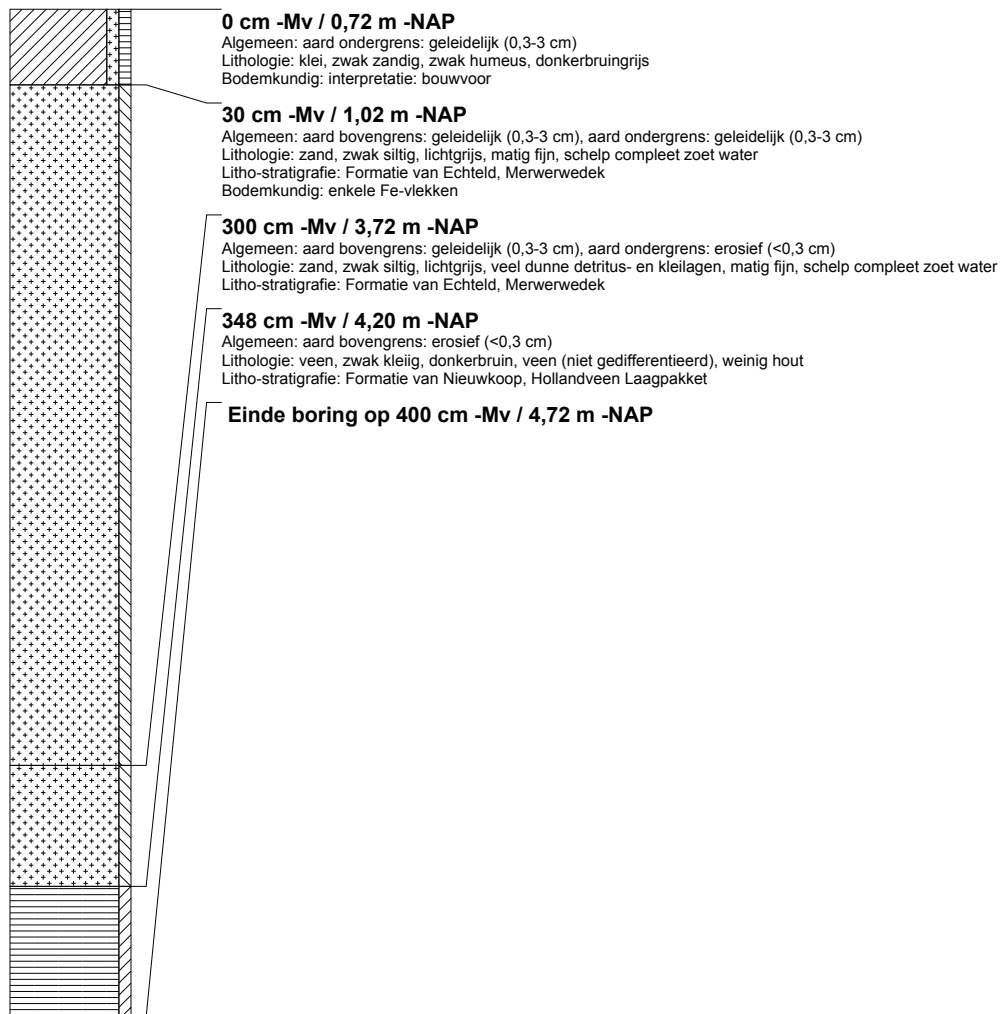 0 cm -Mv / 0,72 m -NAP
Algemeen: aard ondergrens: geleidelijk (0,3-3 cm)
Lithologie: klei, zwak zandig, zwak humeus, donkerbruingrijs
Bodemkundig: interpretatie: bouwvoor
30 cm -Mv / 1,02 m -NAP
Algemeen: aard bovengrens: geleidelijk (0,3-3 cm), aard ondergrens: geleidelijk (0,3-3 cm)
Lithologie: zand, zwak siltig, lichtgrijs, matig fijn, schelp compleet zoet water
Litho-stratigrafie: Formatie van Echteld, Merwerwedek
Bodemkundig: enkele Fe-vlekken
300 cm -Mv / 3,72 m -NAP
Algemeen: aard bovengrens: geleidelijk (0,3-3 cm), aard ondergrens: erosief (<0,3 cm)
Lithologie: zand, zwak siltig, lichtgrijs, veel dunne detritus- en kleilagen, matig fijn, schelp compleet zoet water
Litho-stratigrafie: Formatie van Echteld, Merwerwedek
348 cm -Mv / 4,20 m -NAP
Algemeen: aard bovengrens: erosief (<0,3 cm)
Lithologie: veen, zwak kleiig, donkerbruin, veen (niet gedifferentieerd), weinig hout
Litho-stratigrafie: Formatie van Nieuwkoop, Hollandveen Laagpakket
Einde boring op 400 cm -Mv / 4,72 m -NAP